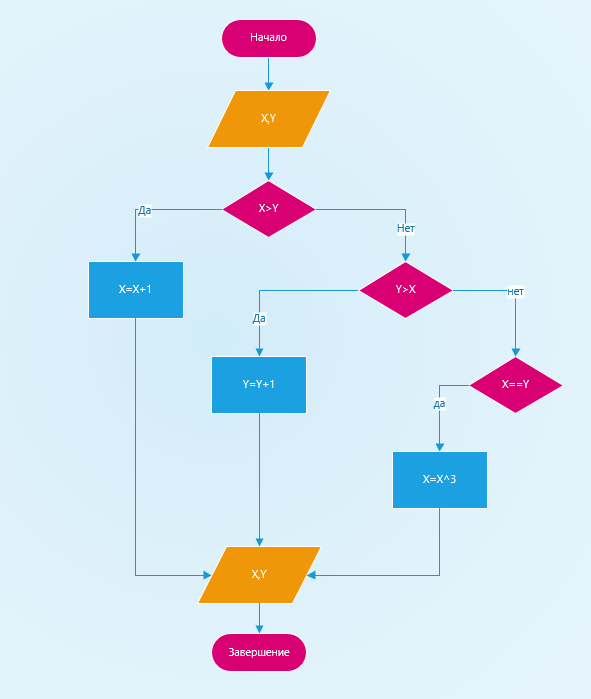 Начало
X,Y
X>Y
Да
Нет
X=X+1
Y>X
нет
Да
Y=Y+1
X==Y
да
X=X^3
X,Y
Завершение